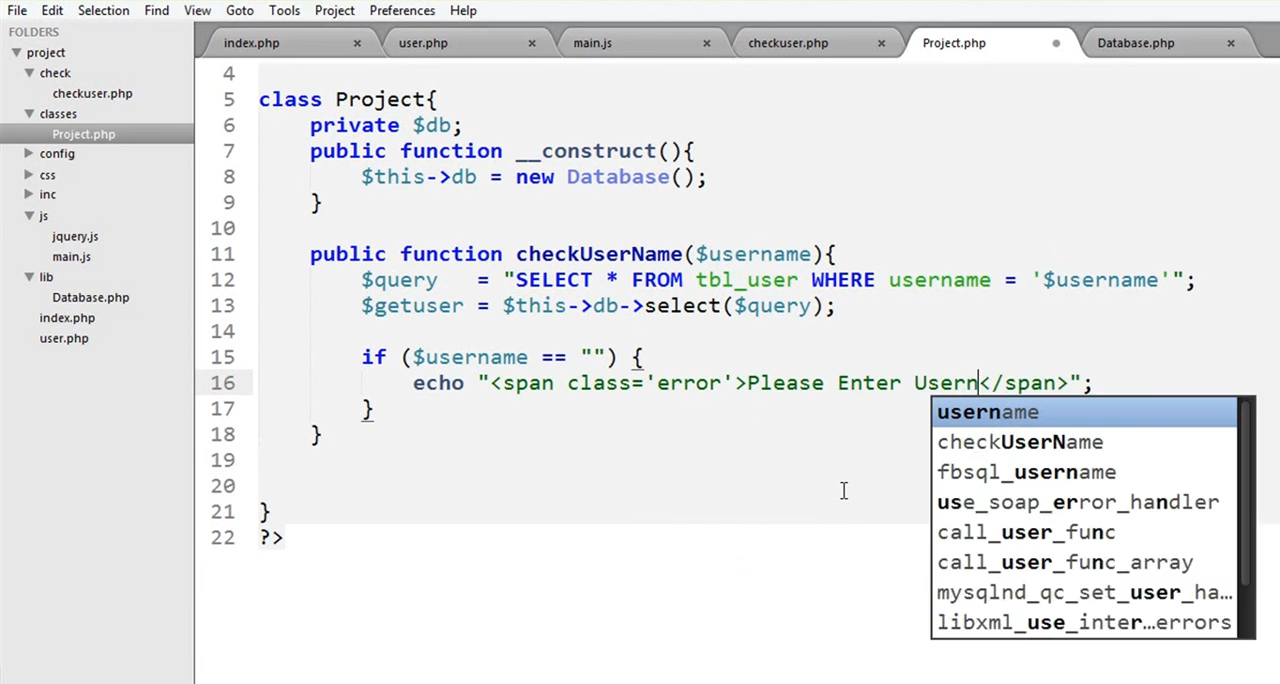 File Edit Selection Find View Goto Tools Project Preferences Help
FOLDERS
project
check
checkuser.php
classes
Project.php
config
css
inc
js
jquery.js
main.js
lib
Database.php
index.php
user.php
index.php × user.php × main.js × checkuser.php × Project.php Database.php ×
4
5 class Project{
6 private $db;
7 public function __construct(){
8 $this->db = new Database();
9 }
10
11 public function checkUserName($username){
12 $query = "SELECT * FROM tbl_user WHERE username = '$username'";
13 $getuser = $this->db->select($query);
14
15 if ($username == "") {
16 echo "<span class='error'>Please Enter Usern</span>";
17 }
18 }
19
20
21 }
22 ?>
username
checkUserName
fbsql_username
use_soap_error_handler
call_user_func
call_user_func_array
mysqlnd_qc_set_user_ha…
libxml_use_inter…errors